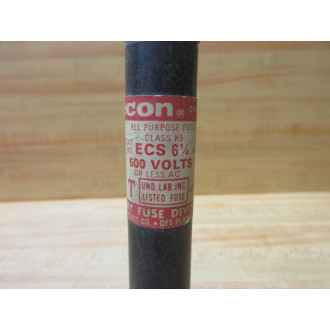 con®
ALL PURPOSE FUSE
CLASS K5
ECS 6¼
600 VOLTS
OR LESS AC
T UND. LAB INC.
LISTED FUSE
FUSE DIV
CO.